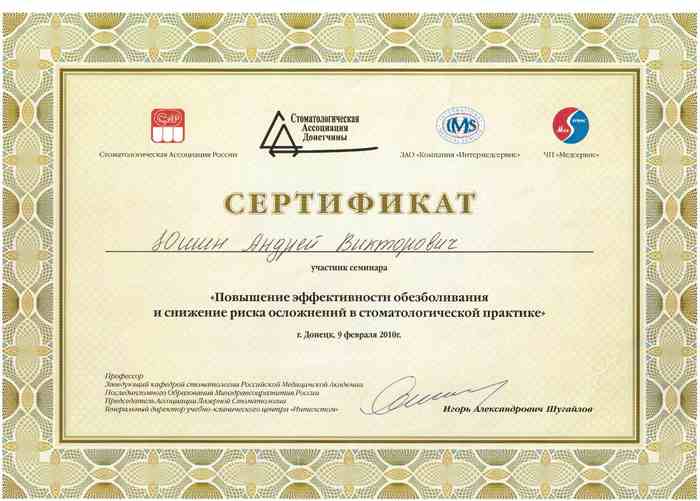 СтАР
Стоматологическая
Ассоциация
Донетчины
IMS
Стоматологическая Ассоциация России
ЗАО «Компания «Интермедсервис»
ЧП «Медсервис»
СЕРТИФИКАТ
Юшин Андрей Викторович
участник семинара
«Повышение эффективности обезболивания
и снижение риска осложнений в стоматологической практике»
г. Донецк, 9 февраля 2010г.
Профессор
Заведующий кафедрой стоматологии Российской Медицинской Академии
Последипломного Образования Минздравсоцразвития России
Председатель Ассоциации Лазерной Стоматологии
Генеральный директор учебно-клинического центра
Игорь Александрович Шугайлов